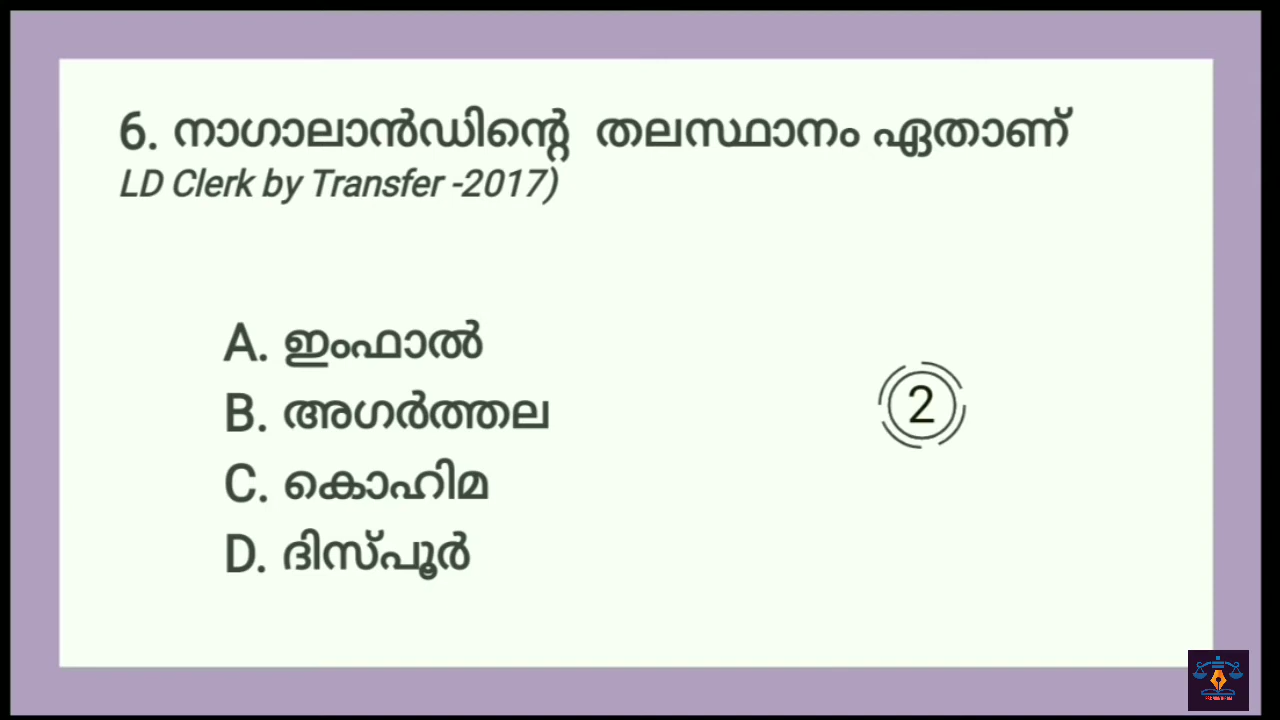 6. നാഗാലാൻഡിന്റെ തലസ്ഥാനം ഏതാണ്
LD Clerk by Transfer -2017)
A. ഇംഫാൽ
B. അഗർത്തല
C. കൊഹിമ
D. ദിസ്പൂർ
2